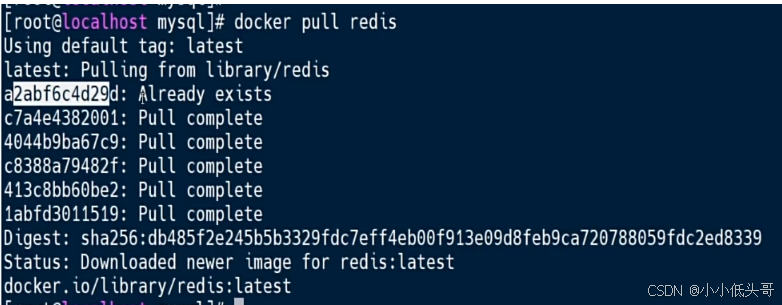 [root@localhost mysql]# docker pull redis
Using default tag: latest
latest: Pulling from library/redis
a2abf6c4d29d: Already exists
c7a4e4382001: Pull complete
4044b9ba67c9: Pull complete
c8388a79482f: Pull complete
413c8bb60be2: Pull complete
1abfd3011519: Pull complete
Digest: sha256:db485f2e245b5b3329fdc7eff4eb00f913e09d8feb9ca720788059fdc2ed8339
Status: Downloaded newer image for redis:latest
docker.io/library/redis:latest
CSDN @小小低头哥